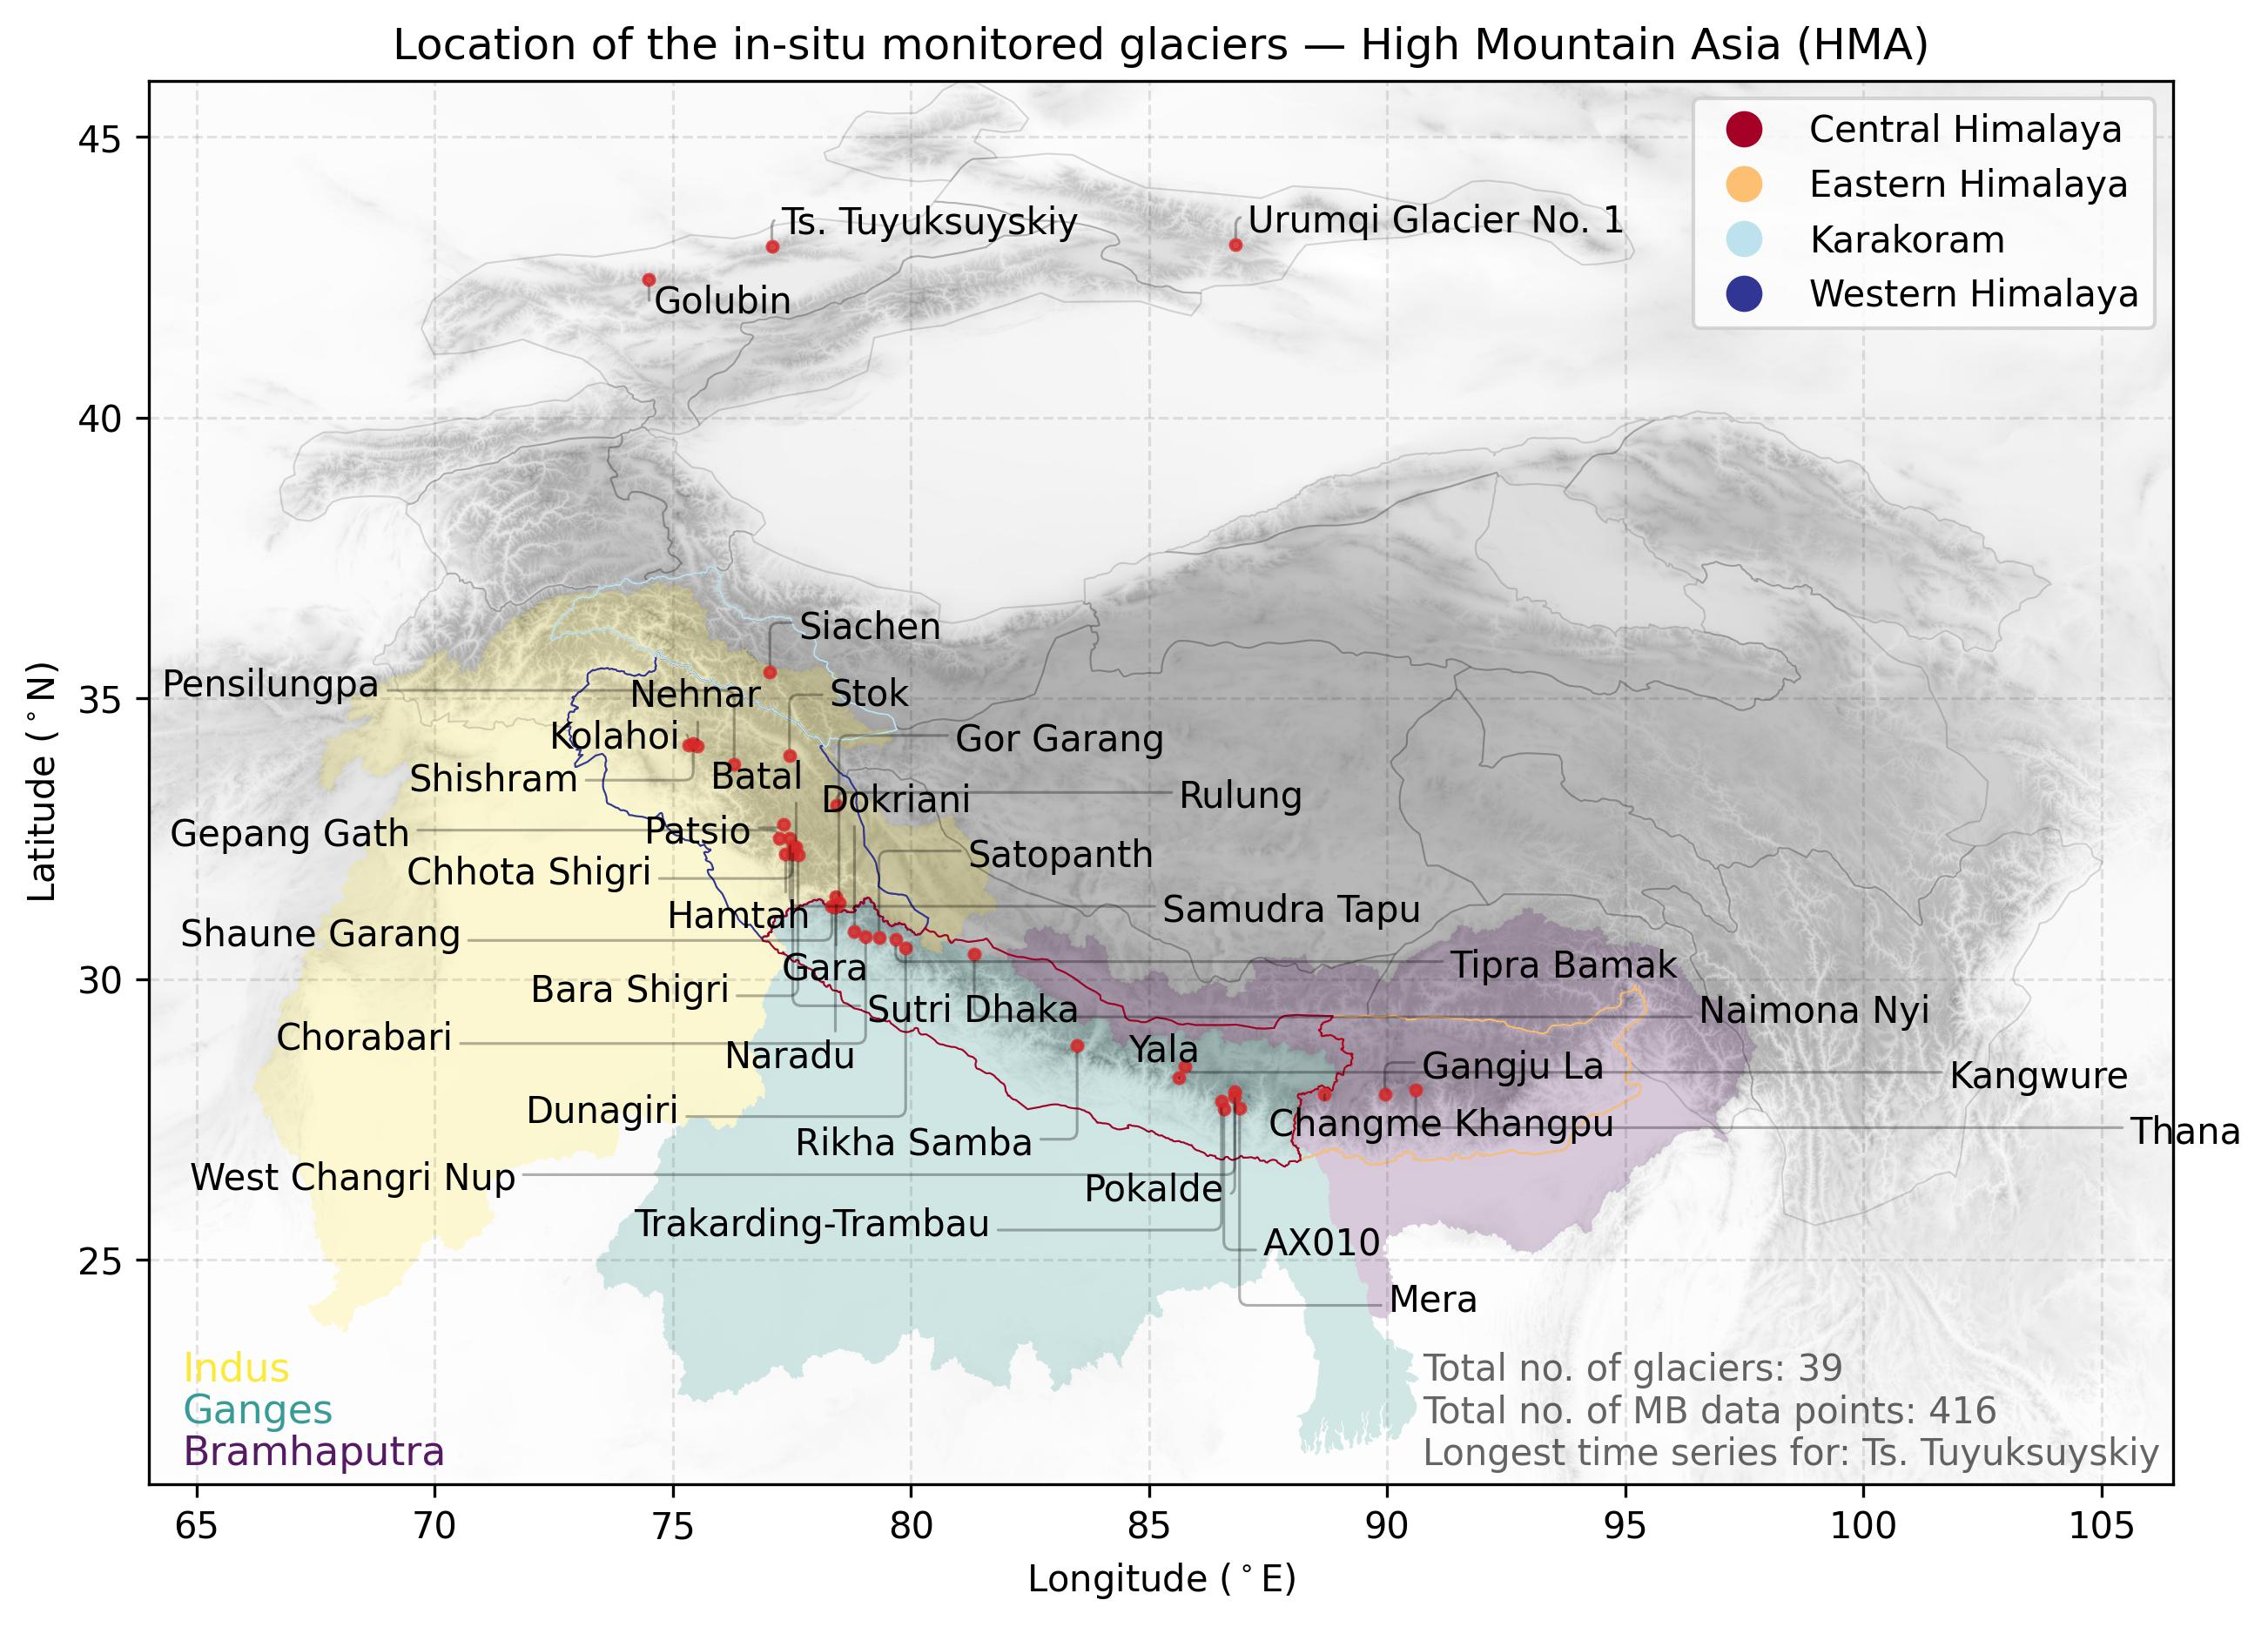 Location of the in-situ monitored glaciers — High Mountain Asia (HMA)
Central Himalaya
Eastern Himalaya
Karakoram
Western Himalaya
45
40
35
30
25
Latitude (°N)
Ts. Tuyuksuyskiy
Urumqi Glacier No. 1
Golubin
Siachen
Pensilungpa
Nehnar
Stok
Kolahoi
Gor Garang
Shishram
Batal
Dokriani
Rulung
Gepang Gath
Patsio
Satopanth
Chhota Shigri
Hamtah
Samudra Tapu
Shaune Garang
Gara
Tipra Bamak
Bara Shigri
Sutri Dhaka
Naimona Nyi
Chorabari
Naradu
Yala
Gangju La
Kangwure
Dunagiri
Changme Khangpu
Thana
Rikha Samba
West Changri Nup
Pokalde
Trakarding-Trambau
AX010
Mera
Indus
Ganges
Bramhaputra
Total no. of glaciers: 39
Total no. of MB data points: 416
Longest time series for: Ts. Tuyuksuyskiy
65 70 75 80 85 90 95 100 105
Longitude (°E)